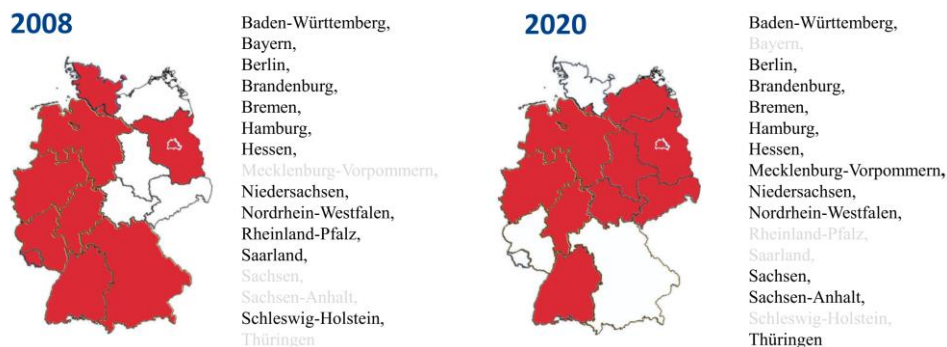 2008
Baden-Württemberg,
Bayern,
Berlin,
Brandenburg,
Bremen,
Hamburg,
Hessen,
Mecklenburg-Vorpommern,
Niedersachsen,
Nordrhein-Westfalen,
Rheinland-Pfalz,
Saarland,
Sachsen,
Sachsen-Anhalt,
Schleswig-Holstein,
Thüringen
2020
Baden-Württemberg,
Bayern,
Berlin,
Brandenburg,
Bremen,
Hamburg,
Hessen,
Mecklenburg-Vorpommern,
Niedersachsen,
Nordrhein-Westfalen,
Rheinland-Pfalz,
Saarland,
Sachsen,
Sachsen-Anhalt,
Schleswig-Holstein,
Thüringen